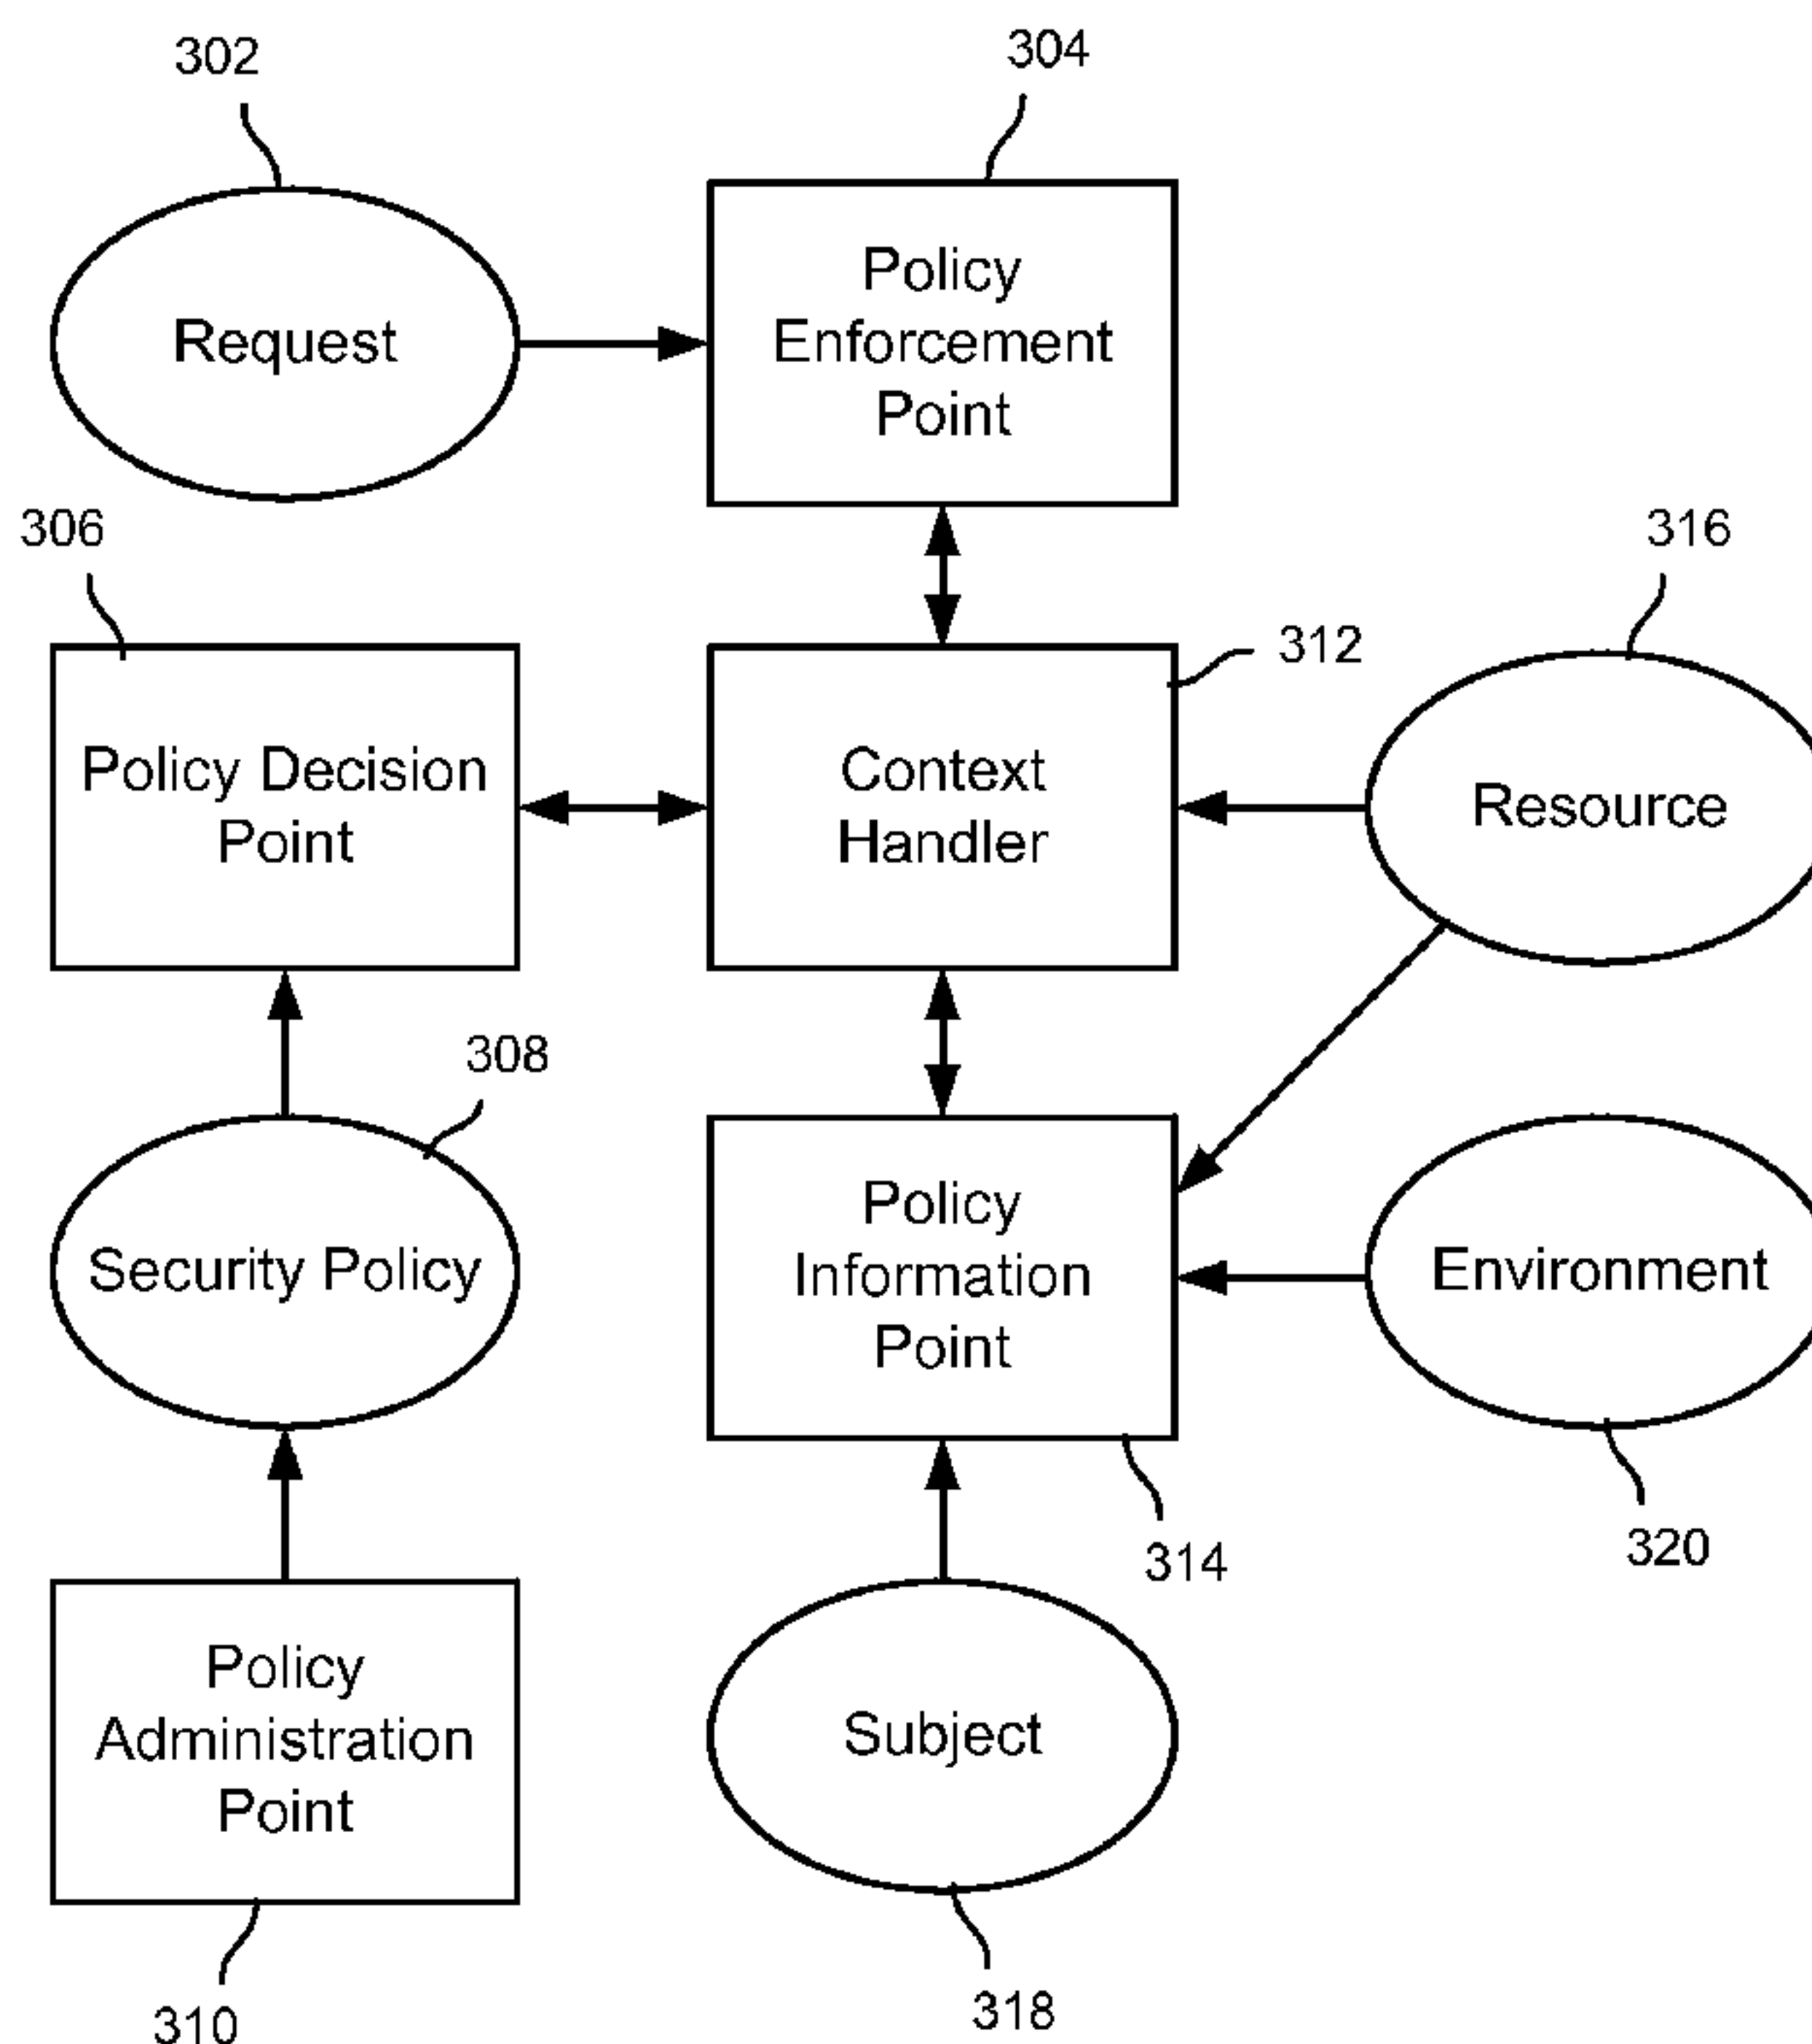 302
304
Request
Policy
Enforcement
Point
306
316
312
Policy Decision
Point
Context
Handler
Resource
308
Security Policy
Policy
Information
Point
Environment
314
320
Policy
Administration
Point
Subject
310
318